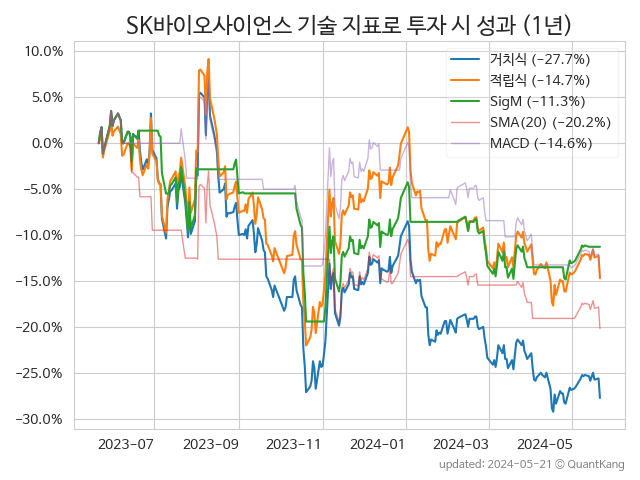 SK바이오사이언스 기술 지표로 투자 시 성과 (1년)
10.0%
5.0%
0.0%
−5.0%
−10.0%
−15.0%
−20.0%
−25.0%
−30.0%
거치식 (−27.7%)
적립식 (−14.7%)
SigM (−11.3%)
SMA(20) (−20.2%)
MACD (−14.6%)
2023-07
2023-09
2023-11
2024-01
2024-03
2024-05
updated: 2024-05-21 © QuantKang